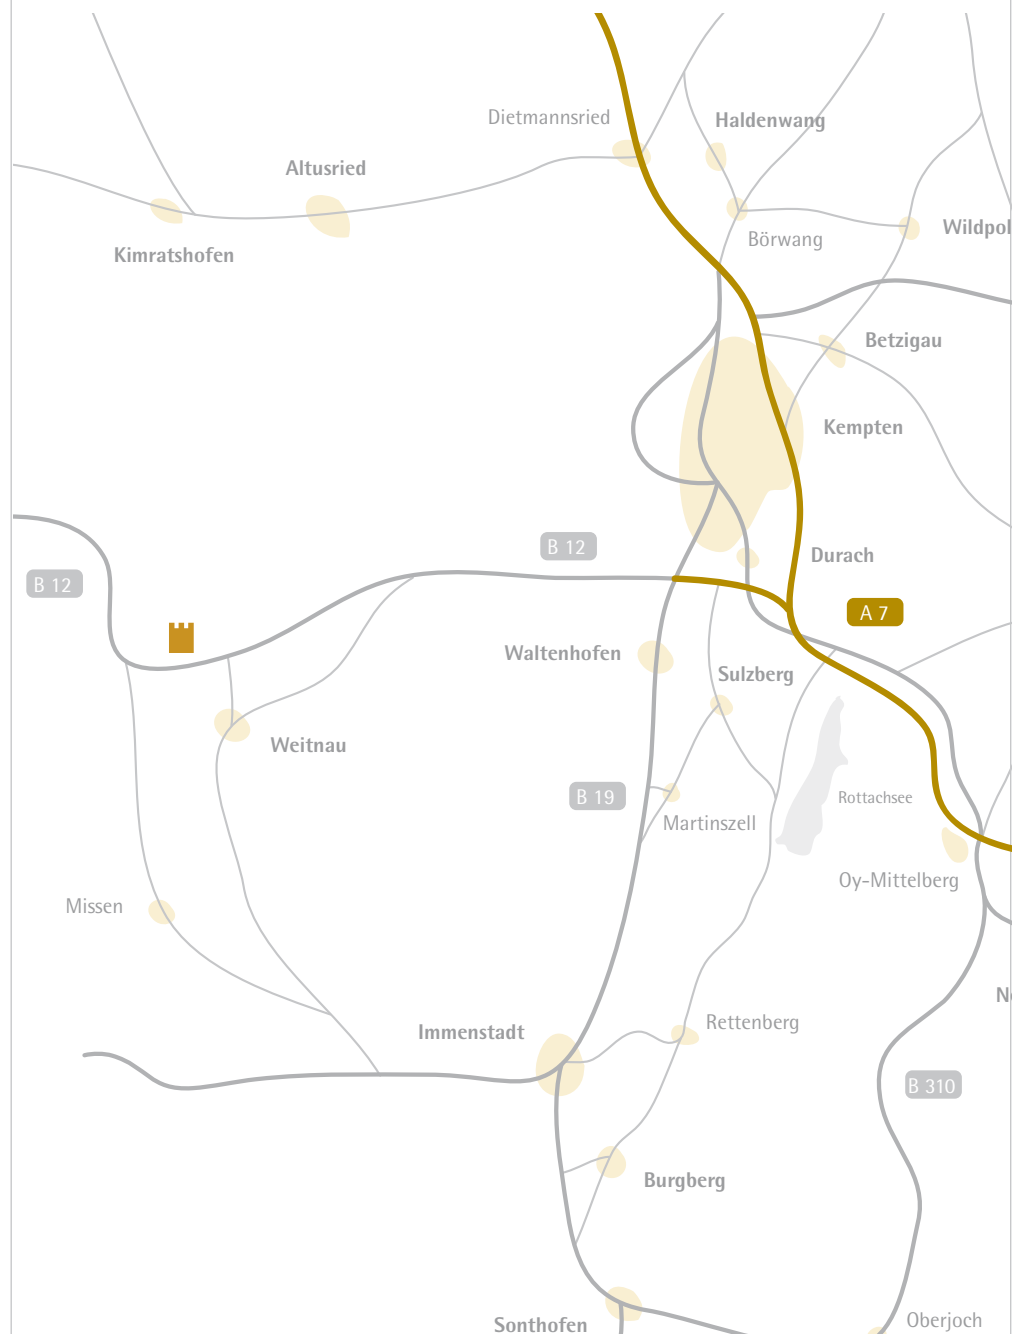 Dietmannsried
Haldenwang
Altusried
Wildpol
Börwang
Kimratshofen
Betzigau
Kempten
B 12
Durach
B 12
A 7
Waltenhofen
Sulzberg
Weitnau
B 19
Rottachsee
Martinszell
Oy-Mittelberg
Missen
N
Rettenberg
Immenstadt
B 310
Burgberg
Oberjoch
Sonthofen